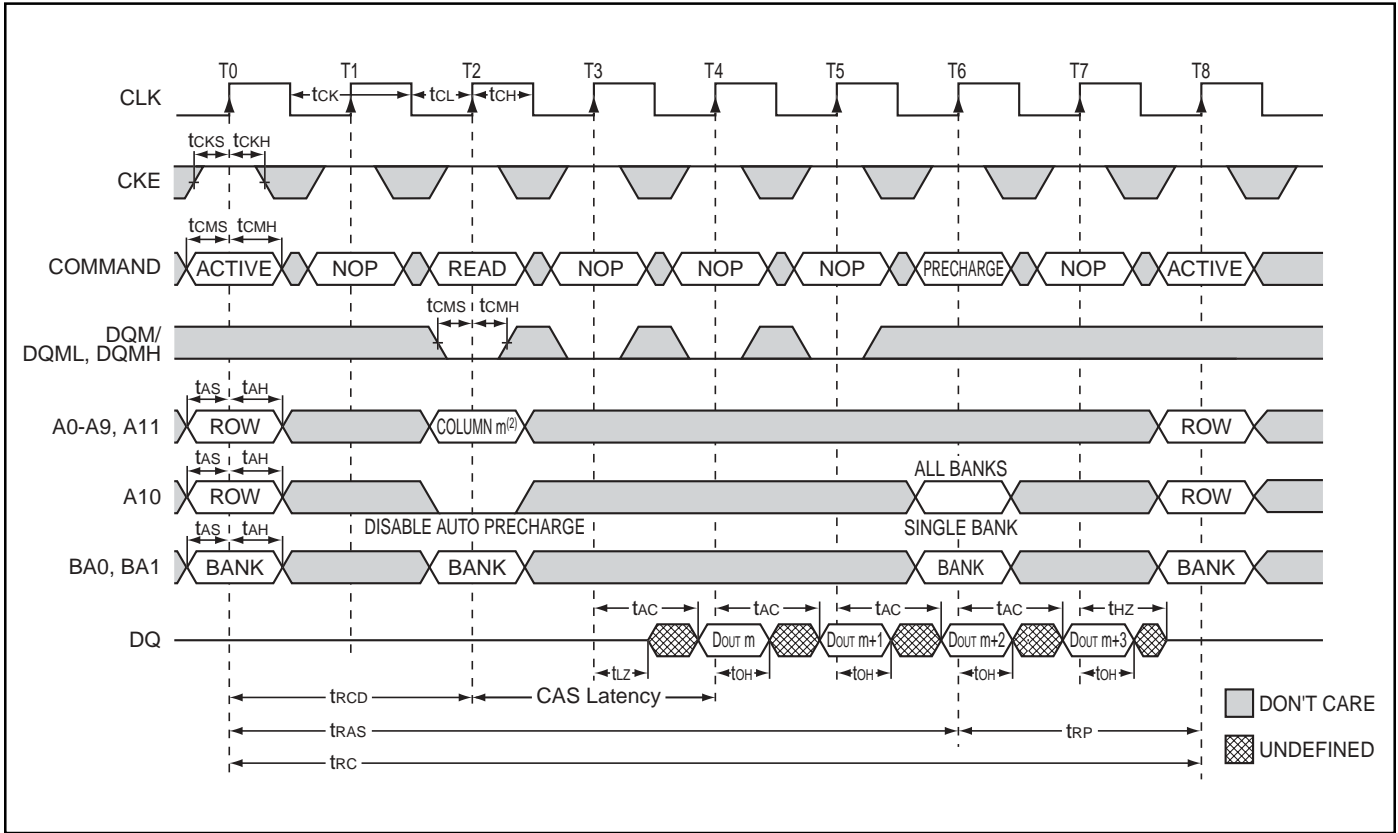 T0 T1 T2 T3 T4 T5 T6 T7 T8
CLK tCK tCL tCH
tCKS tCKH
CKE
tCMS tCMH
COMMAND ACTIVE NOP READ NOP NOP NOP PRECHARGE NOP ACTIVE
tCMS tCMH
DQM/
DQML, DQMH
tAS tAH
A0-A9, A11 ROW COLUMN m(2) ROW
tAS tAH ALL BANKS
A10 ROW ROW
DISABLE AUTO PRECHARGE SINGLE BANK
tAS tAH
BA0, BA1 BANK BANK BANK BANK
tAC tAC tAC tAC tHZ
DQ DOUT m DOUT m+1 DOUT m+2 DOUT m+3
tLZ tOH tOH tOH tOH
tRCD CAS Latency
DON'T CARE
tRAS tRP
UNDEFINED
tRC